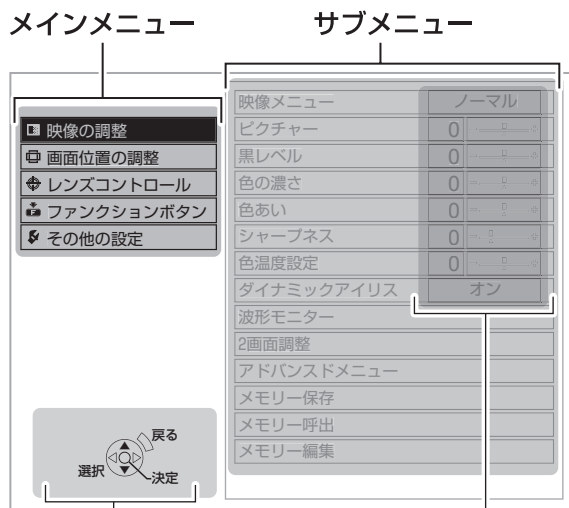 メインメニュー
サブメニュー
映像の調整
画面位置の調整
レンズコントロール
ファンクションボタン
その他の設定
映像メニュー ノーマル
ピクチャー 0
黒レベル 0
色の濃さ 0
色あい 0
シャープネス 0
色温度設定 0
ダイナミックアイリス オン
波形モニター
2画面調整
アドバンスドメニュー
メモリー保存
メモリー呼出
メモリー編集
戻る
選択
決定